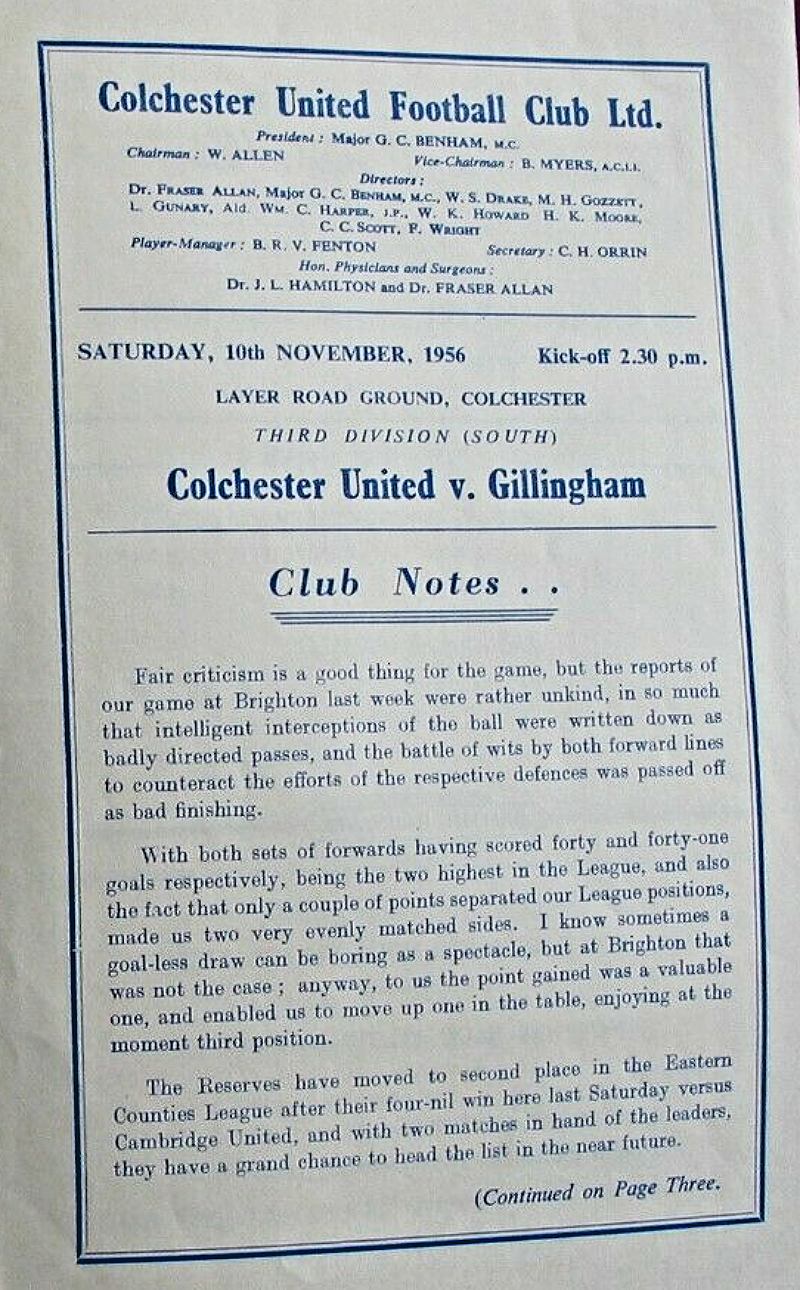 Colchester United Football Club Ltd.
President : Major G. C. BENHAM, M.C.
Chairman : W. ALLEN Vice-Chairman : B. MYERS, A.C.I.I.
Directors :
Dr. FRASER ALLAN, Major G. C. BENHAM, M.C., W. S. DRAKE, M. H. GOZZETT,
L. GUNARY, Ald. WM. C. HARPER, J.P., W. K. HOWARD H. K. MOORE,
C. C. SCOTT, F. WRIGHT
Player-Manager : B. R. V. FENTON Secretary : C. H. ORRIN
Hon. Physicians and Surgeons :
Dr. J. L. HAMILTON and Dr. FRASER ALLAN
SATURDAY, 10th NOVEMBER, 1956 Kick-off 2.30 p.m.
LAYER ROAD GROUND, COLCHESTER
THIRD DIVISION (SOUTH)
Colchester United v. Gillingham
Club Notes . .
Fair criticism is a good thing for the game, but the reports of
our game at Brighton last week were rather unkind, in so much
that intelligent interceptions of the ball were written down as
badly directed passes, and the battle of wits by both forward lines
to counteract the efforts of the respective defences was passed off
as bad finishing.
With both sets of forwards having scored forty and forty-one
goals respectively, being the two highest in the League, and also
the fact that only a couple of points separated our League positions,
made us two very evenly matched sides. I know sometimes a
goal-less draw can be boring as a spectacle, but at Brighton that
was not the case ; anyway, to us the point gained was a valuable
one, and enabled us to move up one in the table, enjoying at the
moment third position.
The Reserves have moved to second place in the Eastern
Counties League after their four-nil win here last Saturday versus
Cambridge United, and with two matches in hand of the leaders,
they have a grand chance to head the list in the near future.
(Continued on Page Three.